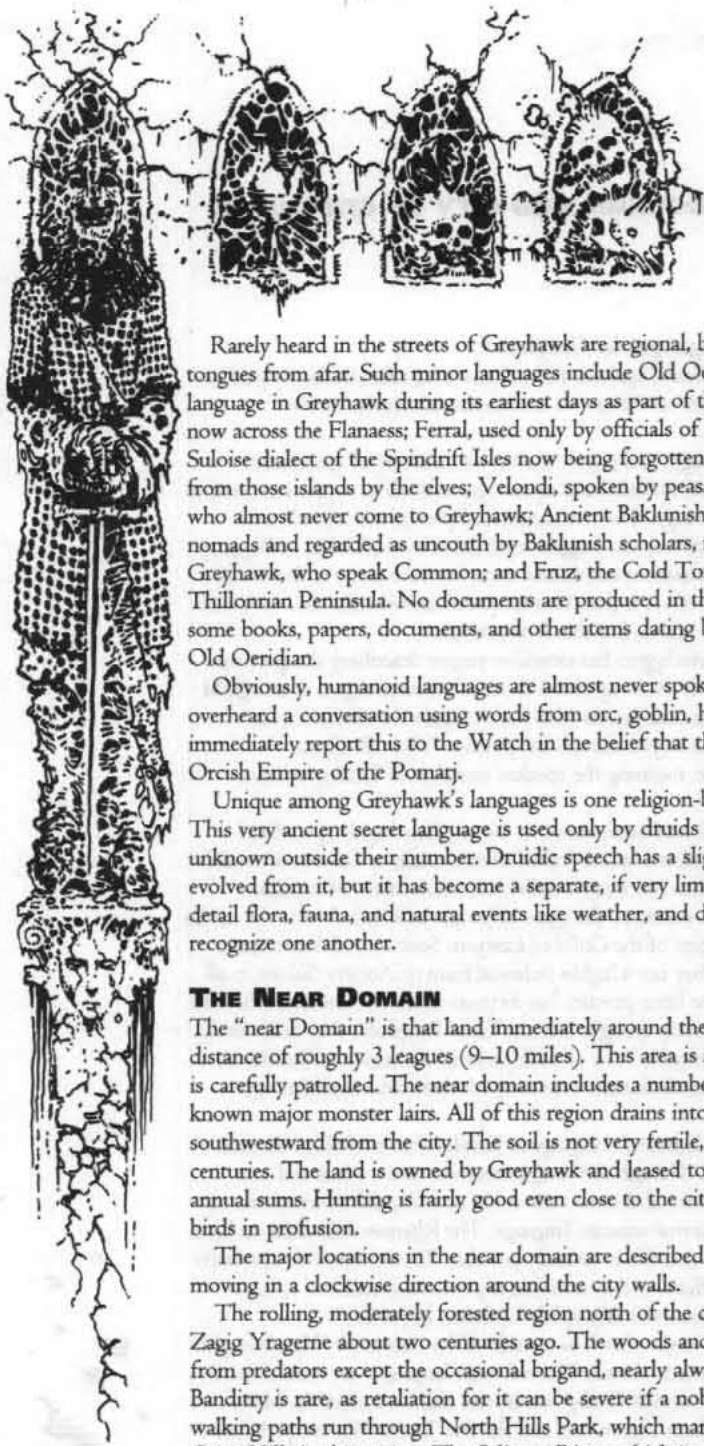 Rarely heard in the streets of Greyhawk are regional, b
tongues from afar. Such minor languages include Old Oe
language in Greyhawk during its earliest days as part of t
now across the Flanaess; Ferral, used only by officials of
Suloise dialect of the Spindrift Isles now being forgotten
from those islands by the elves; Velondi, spoken by peas
who almost never come to Greyhawk; Ancient Baklunish
nomads and regarded as uncouth by Baklunish scholars,
Greyhawk, who speak Common; and Fruz, the Cold To
Thillonrian Peninsula. No documents are produced in th
some books, papers, documents, and other items dating b
Old Oeridian.
Obviously, humanoid languages are almost never spok
overheard a conversation using words from orc, goblin, h
immediately report this to the Watch in the belief that th
Orcish Empire of the Pomarj.
Unique among Greyhawk's languages is one religion-b
This very ancient secret language is used only by druids
unknown outside their number. Druidic speech has a slig
evolved from it, but it has become a separate, if very lim
detail flora, fauna, and natural events like weather, and d
recognize one another.
THE NEAR DOMAIN
The "near Domain" is that land immediately around the
distance of roughly 3 leagues (9–10 miles). This area is
is carefully patrolled. The near domain includes a number
known major monster lairs. All of this region drains into
southwestward from the city. The soil is not very fertile,
centuries. The land is owned by Greyhawk and leased to
annual sums. Hunting is fairly good even close to the cit
birds in profusion.
The major locations in the near domain are described
moving in a clockwise direction around the city walls.
The rolling, moderately forested region north of the c
Zagig Yragerne about two centuries ago. The woods and
from predators except the occasional brigand, nearly alw
Banditry is rare, as retaliation for it can be severe if a nob
walking paths run through North Hills Park, which mar